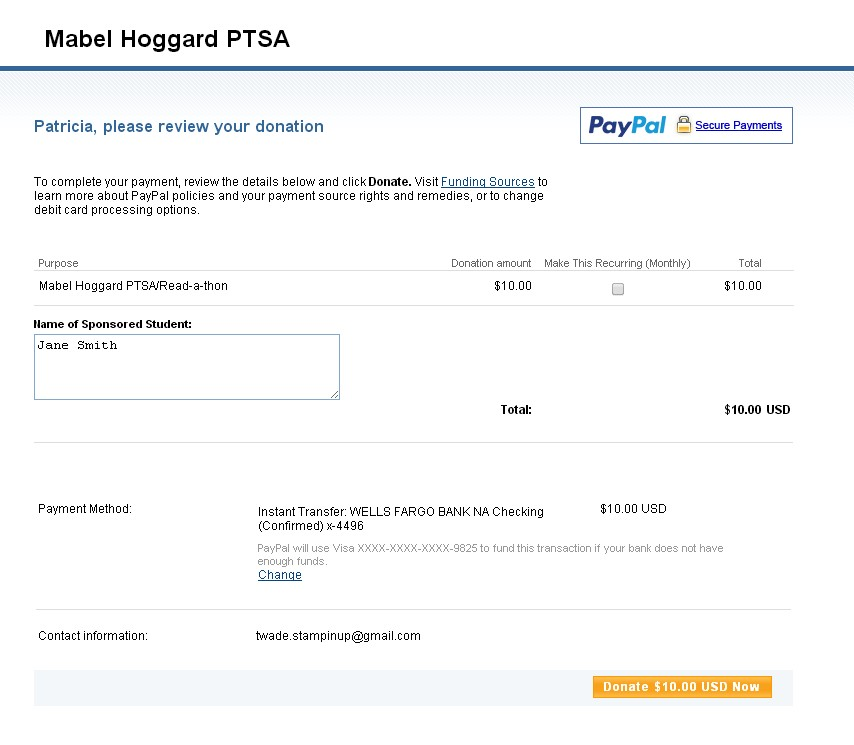 Mabel Hoggard PTSA
Patricia, please review your donation
PayPal Secure Payments
To complete your payment, review the details below and click Donate. Visit Funding Sources to
learn more about PayPal policies and your payment source rights and remedies, or to change
debit card processing options.
Purpose Donation amount Make This Recurring (Monthly) Total
Mabel Hoggard PTSA/Read-a-thon $10.00 $10.00
Name of Sponsored Student:
Jane Smith
Total: $10.00 USD
Payment Method: Instant Transfer: WELLS FARGO BANK NA Checking $10.00 USD
(Confirmed) x-4496
PayPal will use Visa XXXX-XXXX-XXXX-9825 to fund this transaction if your bank does not have
enough funds.
Change
Contact information: twade.stampinup@gmail.com
Donate $10.00 USD Now